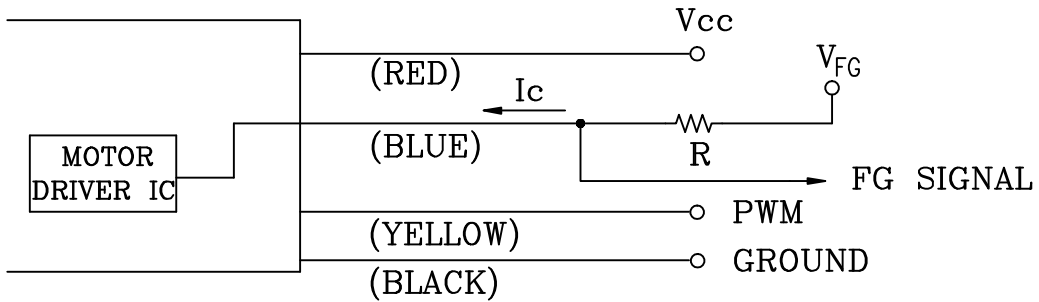 Vcc
(RED)
VFG
Ic
(BLUE)
R
MOTOR
DRIVER IC
FG SIGNAL
PWM
(YELLOW)
GROUND
(BLACK)